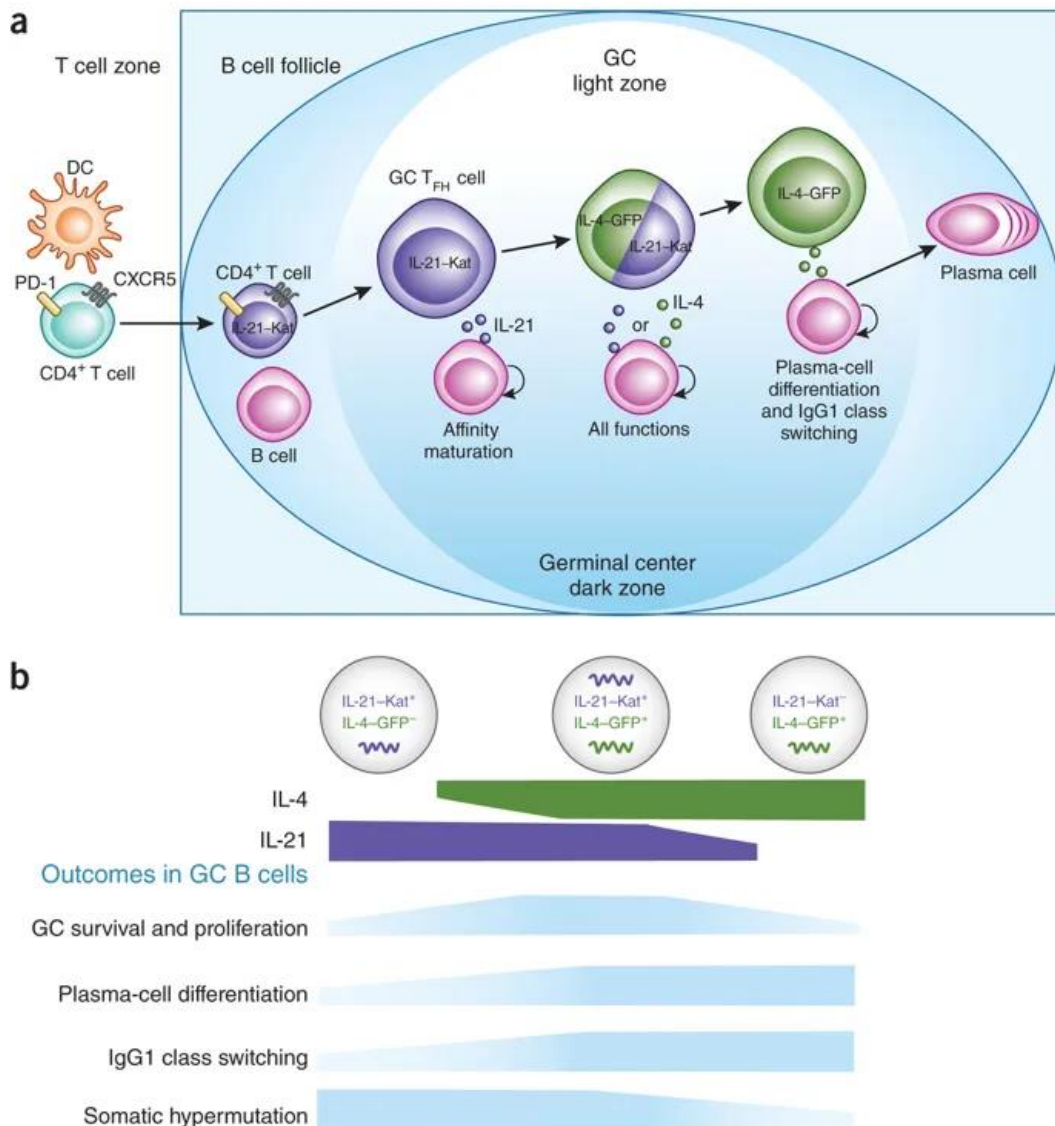 a
T cell zone
B cell follicle
GC
light zone
DC
PD-1
CXCR5
CD4⁺ T cell
CD4⁺ T cell
IL-21–Kat
B cell
GC T_FH cell
IL-21–Kat
IL-21
Affinity
maturation
IL-4–GFP
IL-21–Kat
IL-4
or
All functions
IL-4–GFP
Plasma-cell
differentiation
and IgG1 class
switching
Plasma cell
Germinal center
dark zone
b
IL-21–Kat⁺
IL-4–GFP⁻
IL-21–Kat⁺
IL-4–GFP⁺
IL-21–Kat⁻
IL-4–GFP⁺
IL-4
IL-21
Outcomes in GC B cells
GC survival and proliferation
Plasma-cell differentiation
IgG1 class switching
Somatic hypermutation